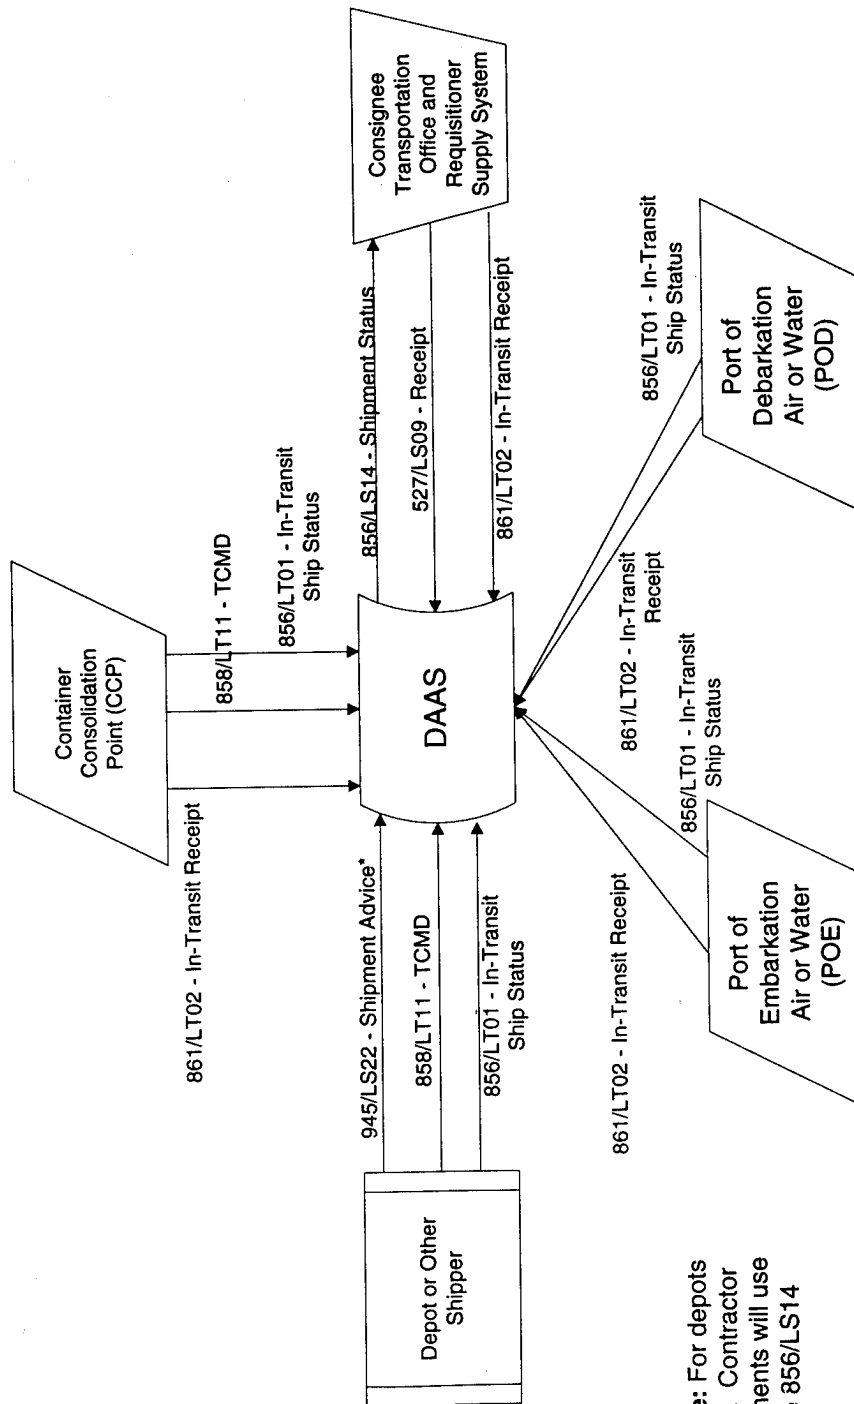 Container
Consolidation
Point (CCP)
861/LT02 - In-Transit Receipt
858/LT11 - TCMD
856/LT01 - In-Transit
Ship Status
Depot or Other
Shipper
945/LS22 - Shipment Advice*
858/LT11 - TCMD
856/LT01 - In-Transit
Ship Status
DAAS
856/LS14 - Shipment Status
527/LS09 - Receipt
861/LT02 - In-Transit Receipt
Consignee
Transportation
Office and
Requisitioner
Supply System
861/LT02 - In-Transit Receipt
856/LT01 - In-Transit
Ship Status
861/LT02 - In-Transit
Receipt
856/LT01 - In-Transit
Ship Status
Port of
Embarkation
Air or Water
(POE)
Port of
Debarkation
Air or Water
(POD)
For depots
Contractor
will use
856/LS14